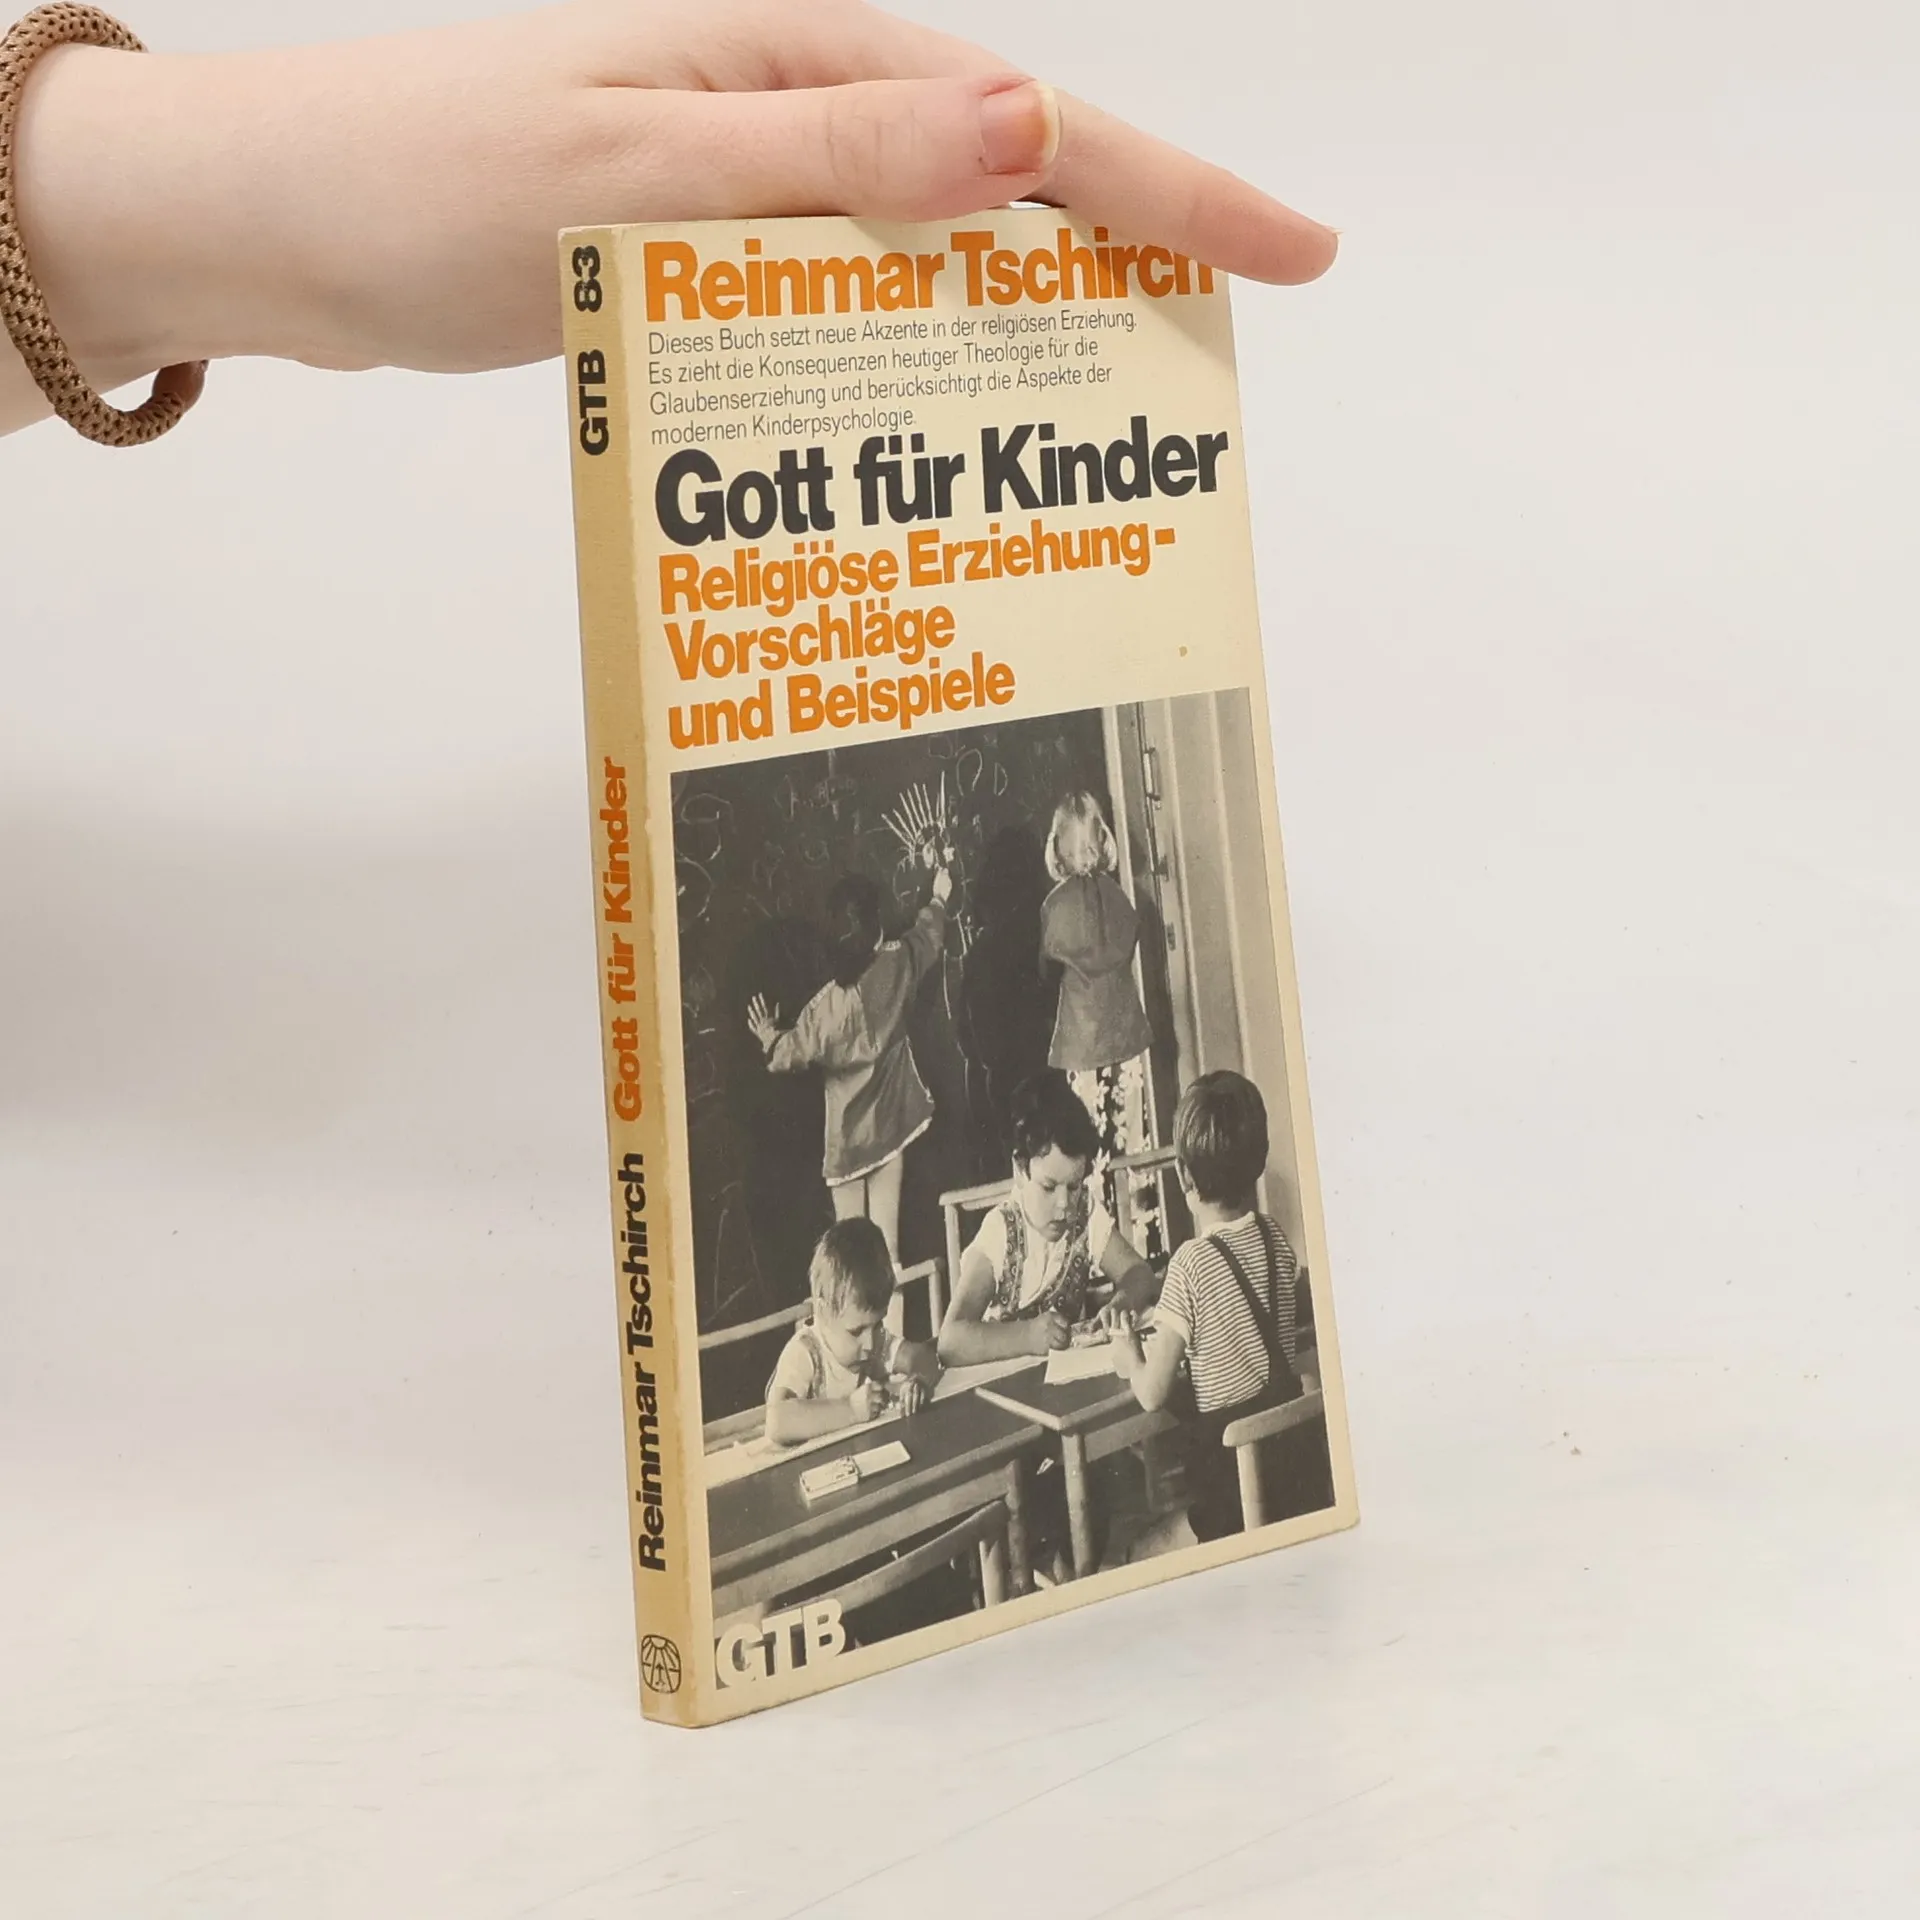 Reinmar Tschirch
Dieses Buch setzt neue Akzente in der religiösen Erziehung.
Es zieht die Konsequenzen heutiger Theologie für die
Glaubenserziehung und berücksichtigt die Aspekte der
modernen Kinderpsychologie.
Gott für Kinder
Religiöse Erziehung-
Vorschläge
und Beispiele
GTB
Reinmar Tschirch Gott für Kinder GTB 83